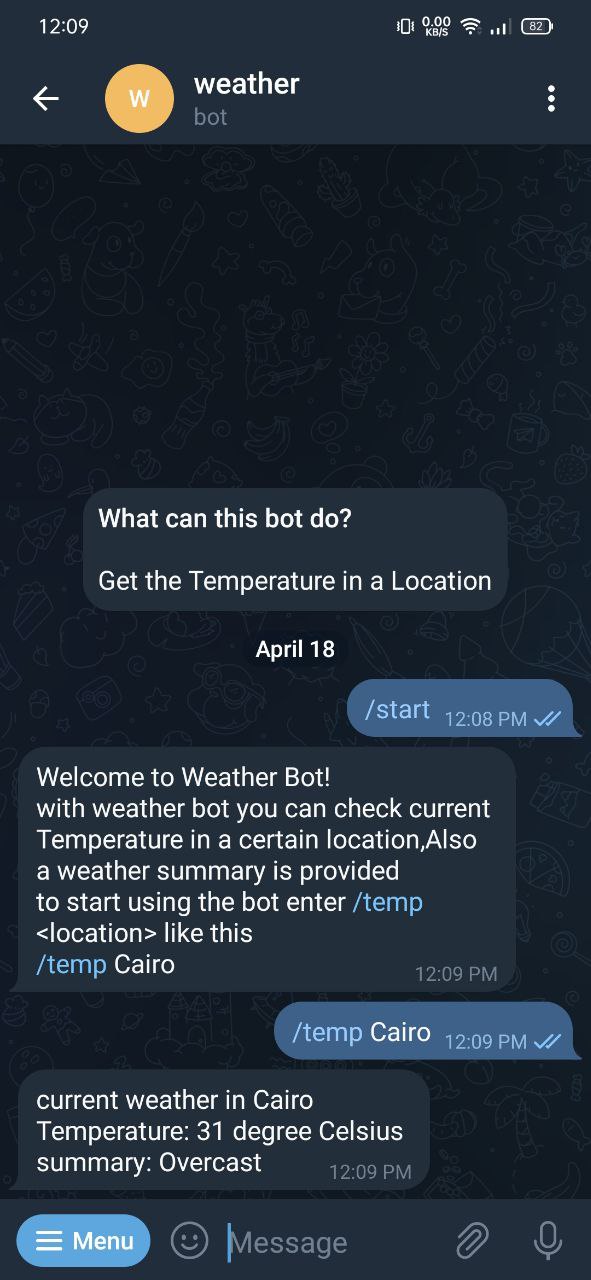 12:09
0.00
KB/S
82
W
weather
bot
What can this bot do?
Get the Temperature in a Location
April 18
/start 12:08 PM
Welcome to Weather Bot!
with weather bot you can check current
Temperature in a certain location,Also
a weather summary is provided
to start using the bot enter /temp
<location> like this
/temp Cairo
12:09 PM
/temp Cairo 12:09 PM
current weather in Cairo
Temperature: 31 degree Celsius
summary: Overcast
12:09 PM
Menu
Message